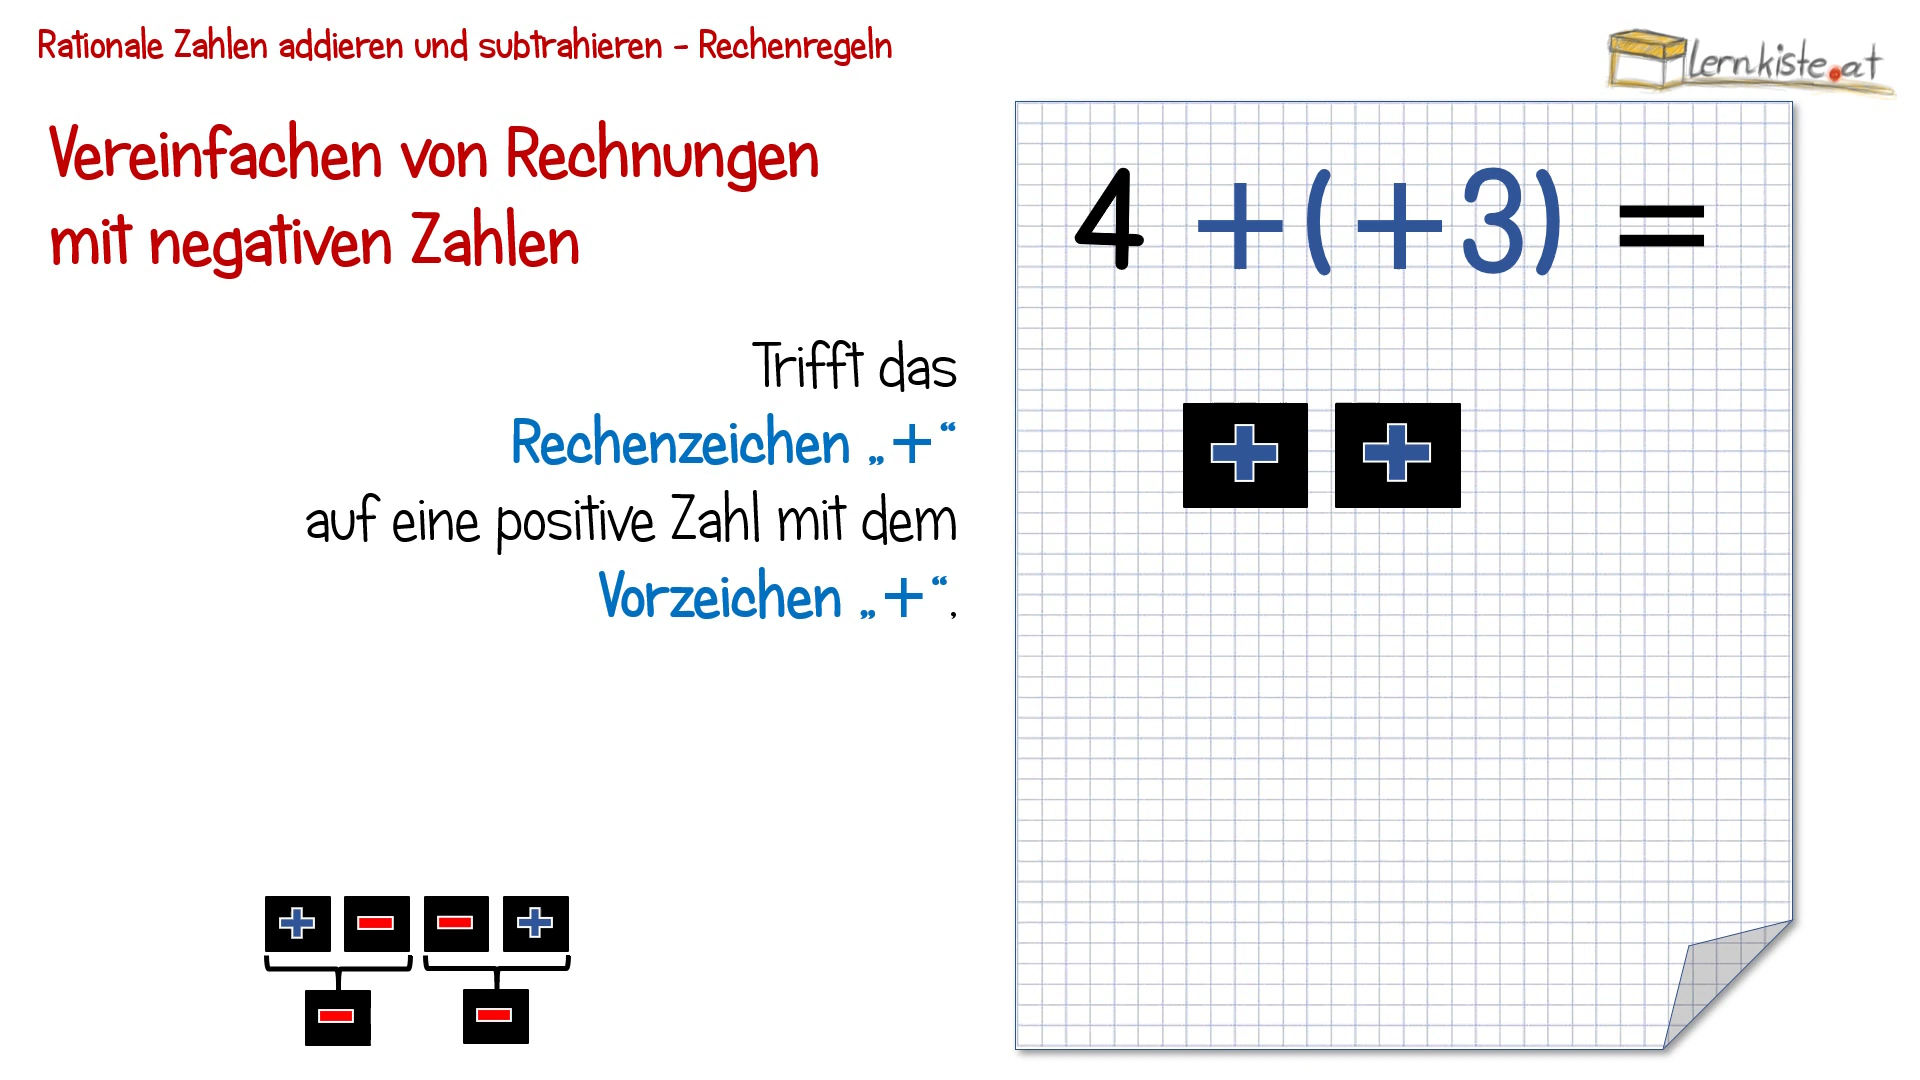 Rationale Zahlen addieren und subtrahieren - Rechenregeln
Lernkiste.at
Vereinfachen von Rechnungen
mit negativen Zahlen
4 +(+3) =
Trifft das
Rechenzeichen „+“
auf eine positive Zahl mit dem
Vorzeichen „+“,
+ +
+ - - +
- -